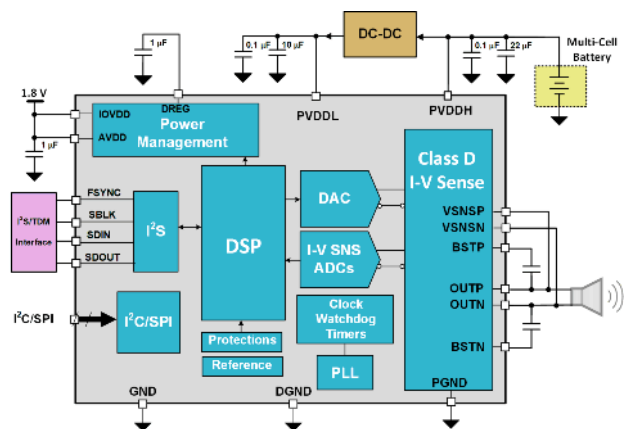 1 µF
0.1 µF
10 µF
DC-DC
0.1 µF
22 µF
Multi-Cell
Battery
1.8 V
IOVDD
DREG
Power
Management
AVDD
1 µF
PVDDL
PVDDH
Class D
I-V Sense
I²S/TDM
Interface
FSYNC
SBLK
SDIN
SDOUT
I²S
DSP
DAC
I-V SNS
ADCs
VSNSP
VSNSN
BSTP
OUTP
OUTN
BSTN
I²C/SPI
I²C/SPI
Clock
Watchdog
Timers
Protections
Reference
PLL
PGND
GND
DGND